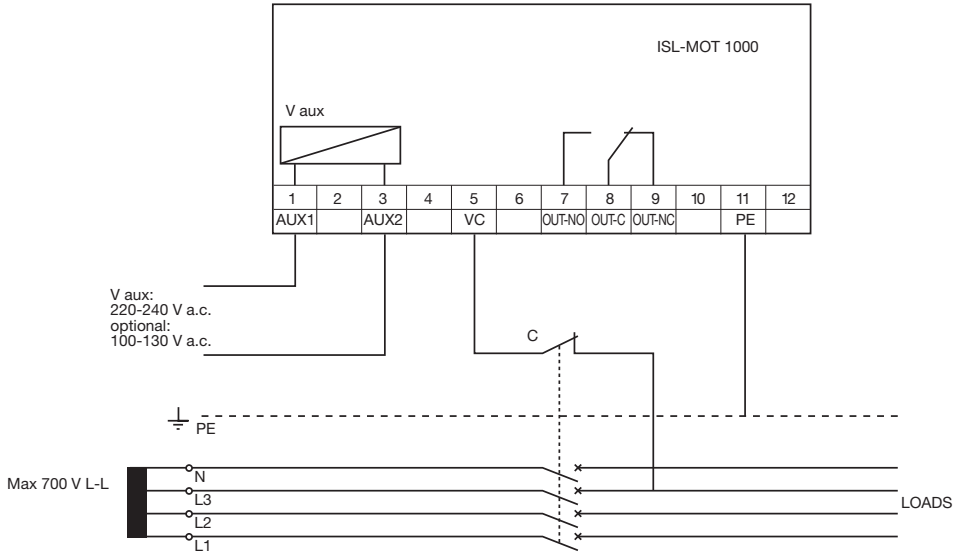 ISL-MOT 1000
V aux
1 2 3 4 5 6 7 8 9 10 11 12
AUX1 AUX2 VC OUT-NO OUT-C OUT-NC PE
V aux:
220-240 V a.c.
optional:
100-130 V a.c.
C
PE
Max 700 V L-L
N
L3
LOADS
L2
L1